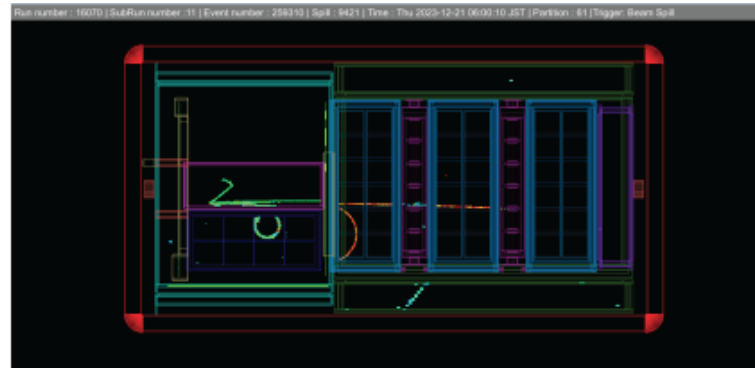 Run number : 16070 | SubRun number :11 | Event number : 259310 | Spill : 9421 | Time : Thu 2023-12-21 06:00:10 JST | Partition : 61 |Trigger: Beam Spill